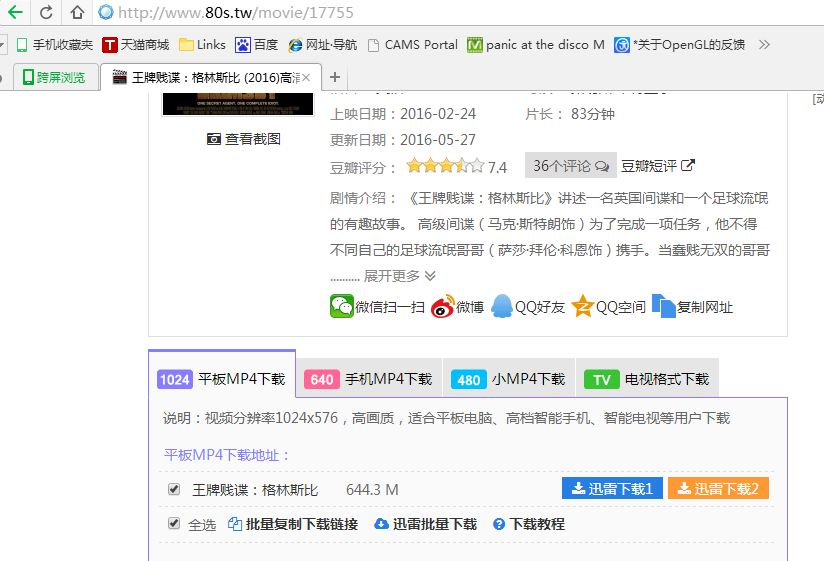 http://www.80s.tw/movie/17755
手机收藏夹 天猫商城 Links 百度 网址·导航 CAMS Portal panic at the disco M *关于OpenGL的反馈
跨屏浏览 王牌贱谍：格林斯比 (2016)高清
ONE SECRET AGENT. ONE COMPLETE IDIOT.
上映日期：2016-02-24 片长： 83分钟
查看截图
更新日期：2016-05-27
豆瓣评分： 7.4 36个评论 豆瓣短评
剧情介绍： 《王牌贱谍：格林斯比》讲述一名英国间谍和一个足球流氓
的有趣故事。 高级间谍（马克·斯特朗饰）为了完成一项任务，他不得
不同自己的足球流氓哥哥（萨莎·拜伦·科恩饰）携手。当蠢贱无双的哥哥
.......... 展开更多
微信扫一扫 微博 QQ好友 QQ空间 复制网址
1024 平板MP4下载 640 手机MP4下载 480 小MP4下载 TV 电视格式下载
说明：视频分辨率1024x576，高画质，适合平板电脑、高档智能手机、智能电视等用户下载
平板MP4下载地址：
王牌贱谍：格林斯比 644.3 M 迅雷下载1 迅雷下载2
全选 批量复制下载链接 迅雷批量下载 下载教程